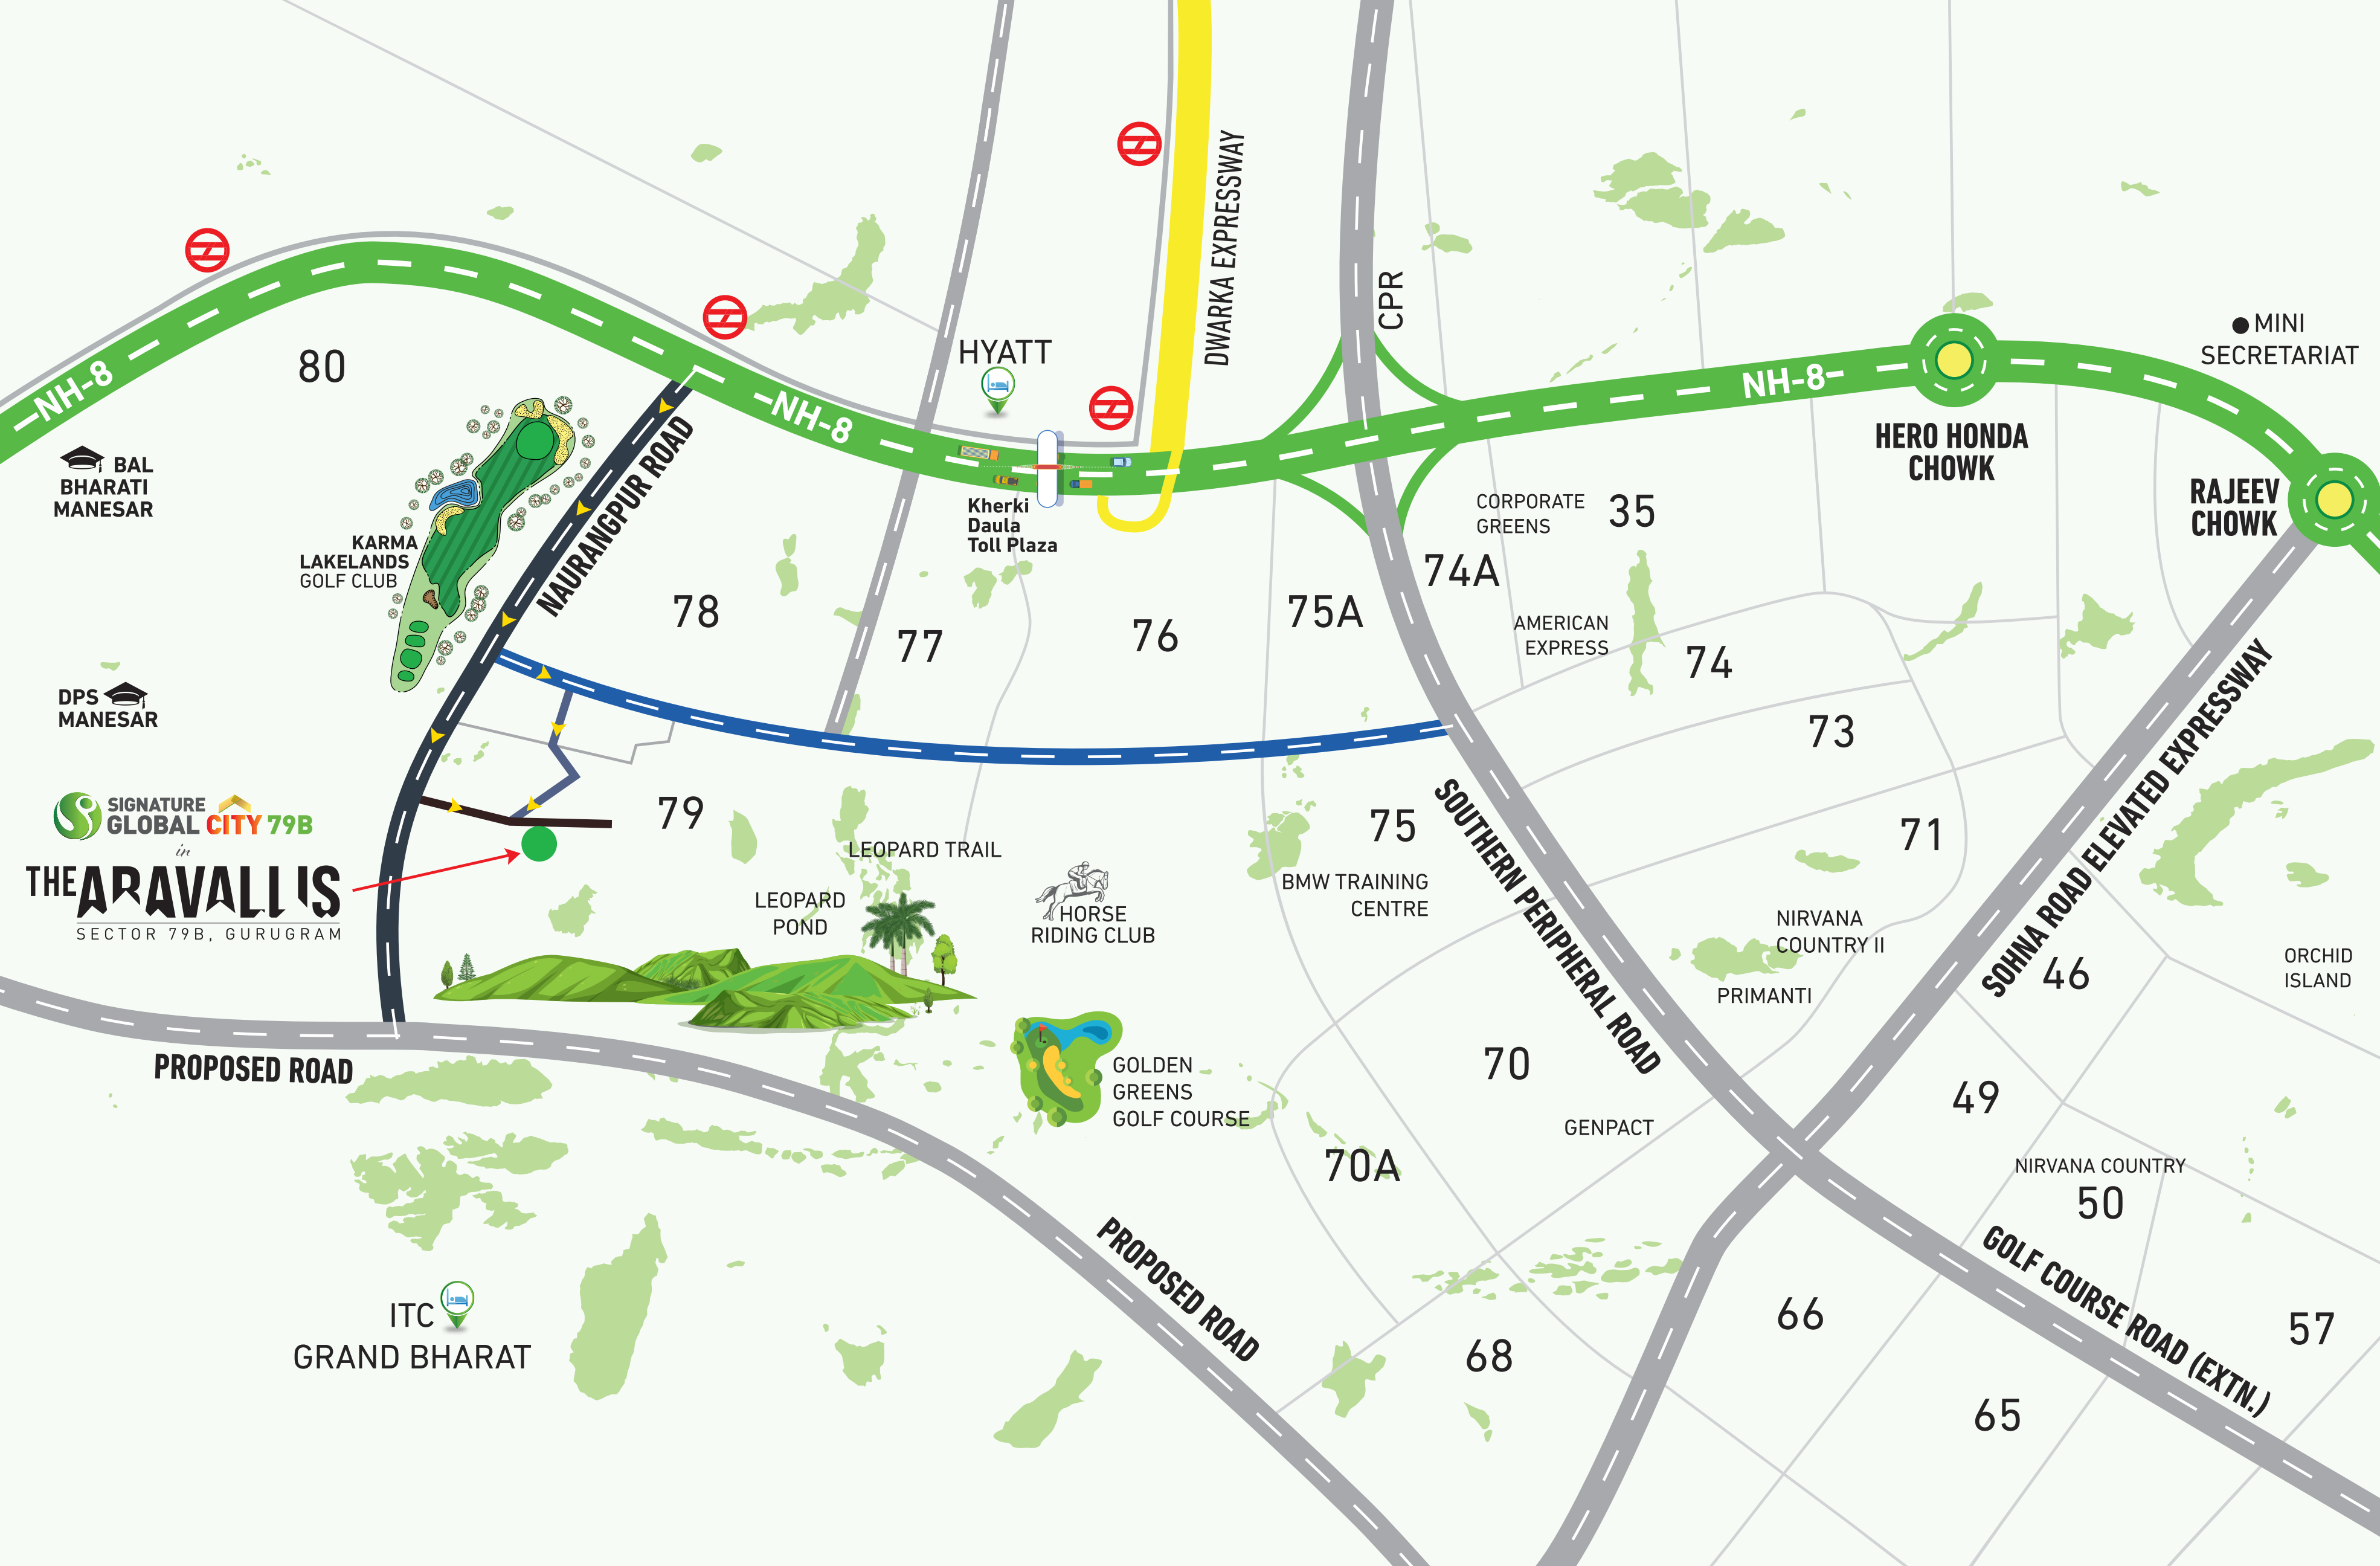 DWARKA EXPRESSWAY
CPR
MINI
SECRETARIAT
HYATT
80
NH-8
NH-8
NH-8
HERO HONDA
CHOWK
RAJEEV
CHOWK
BAL
BHARATI
MANESAR
NAURANGPUR ROAD
Kherki
Daula
Toll Plaza
CORPORATE
GREENS
35
KARMA
LAKELANDS
GOLF CLUB
74A
78
77
76
75A
AMERICAN
EXPRESS
74
DPS
MANESAR
73
SIGNATURE
GLOBAL CITY 79B
in
THE ARAVALLIS
SECTOR 79B, GURUGRAM
79
75
71
SOUTHERN PERIPHERAL ROAD
SOHNA ROAD ELEVATED EXPRESSWAY
LEOPARD TRAIL
LEOPARD
POND
HORSE
RIDING CLUB
BMW TRAINING
CENTRE
NIRVANA
COUNTRY II
PRIMANTI
46
ORCHID
ISLAND
PROPOSED ROAD
GOLDEN
GREENS
GOLF COURSE
70
49
GENPACT
70A
NIRVANA COUNTRY
50
PROPOSED ROAD
GOLF COURSE ROAD (EXTN.)
ITC
GRAND BHARAT
68
66
57
65